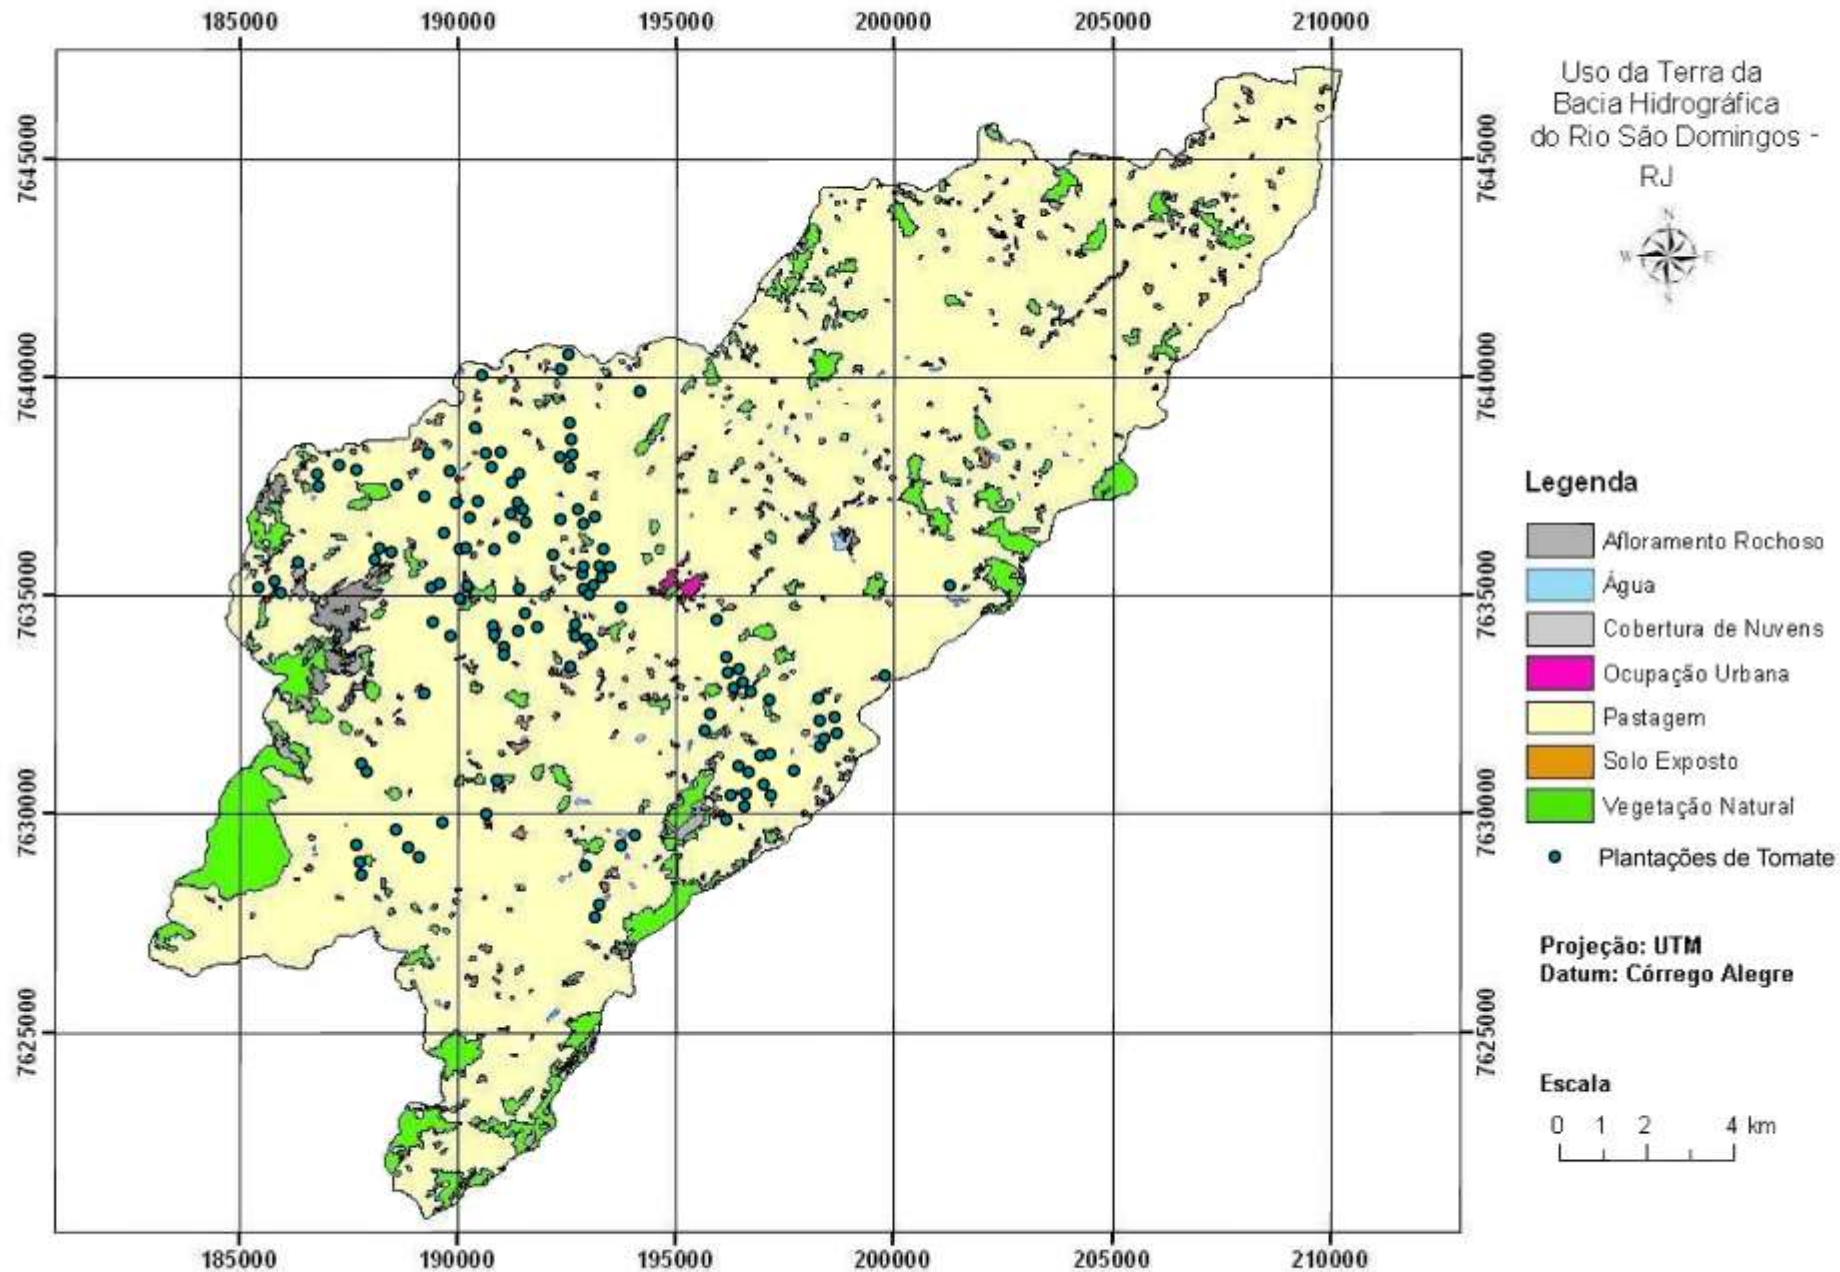 185000 190000 195000 200000 205000 210000
Uso da Terra da
Bacia Hidrográfica
do Rio São Domingos -
RJ
N
W E
S
7645000 7645000
7640000 7640000
7635000 7635000
7630000 7630000
7625000 7625000
Legenda
Afloramento Rochoso
Água
Cobertura de Nuvens
Ocupação Urbana
Pastagem
Solo Exposto
Vegetação Natural
Plantações de Tomate
Projeção: UTM
Datum: Córrego Alegre
Escala
0 1 2 4 km
185000 190000 195000 200000 205000 210000